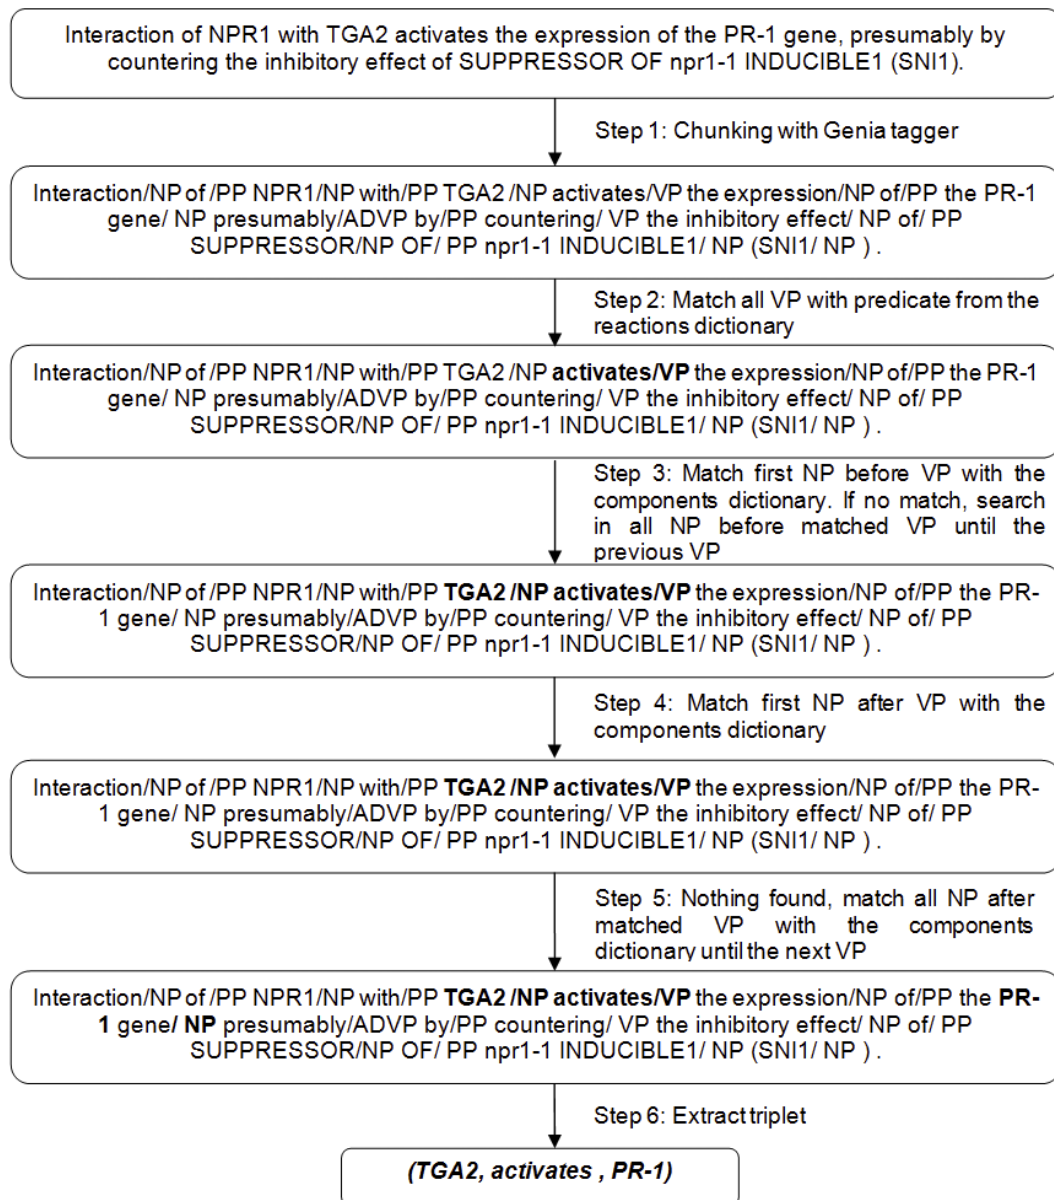 Interaction of NPR1 with TGA2 activates the expression of the PR-1 gene, presumably by
countering the inhibitory effect of SUPPRESSOR OF npr1-1 INDUCIBLE1 (SNI1).
Step 1: Chunking with Genia tagger
Interaction/NP of /PP NPR1/NP with/PP TGA2 /NP activates/VP the expression/NP of/PP the PR-1
gene/ NP presumably/ADVP by/PP countering/ VP the inhibitory effect/ NP of/ PP
SUPPRESSOR/NP OF/ PP npr1-1 INDUCIBLE1/ NP (SNI1/ NP ) .
Step 2: Match all VP with predicate from the
reactions dictionary
Interaction/NP of /PP NPR1/NP with/PP TGA2 /NP activates/VP the expression/NP of/PP the PR-1
gene/ NP presumably/ADVP by/PP countering/ VP the inhibitory effect/ NP of/ PP
SUPPRESSOR/NP OF/ PP npr1-1 INDUCIBLE1/ NP (SNI1/ NP ) .
Step 3: Match first NP before VP with the
components dictionary. If no match, search
in all NP before matched VP until the
previous VP
Interaction/NP of /PP NPR1/NP with/PP TGA2 /NP activates/VP the expression/NP of/PP the PR-
1 gene/ NP presumably/ADVP by/PP countering/ VP the inhibitory effect/ NP of/ PP
SUPPRESSOR/NP OF/ PP npr1-1 INDUCIBLE1/ NP (SNI1/ NP ) .
Step 4: Match first NP after VP with the
components dictionary
Interaction/NP of /PP NPR1/NP with/PP TGA2 /NP activates/VP the expression/NP of/PP the PR-
1 gene/ NP presumably/ADVP by/PP countering/ VP the inhibitory effect/ NP of/ PP
SUPPRESSOR/NP OF/ PP npr1-1 INDUCIBLE1/ NP (SNI1/ NP ) .
Step 5: Nothing found, match all NP after
matched VP with the components
dictionary until the next VP
Interaction/NP of /PP NPR1/NP with/PP TGA2 /NP activates/VP the expression/NP of/PP the PR-
1 gene/ NP presumably/ADVP by/PP countering/ VP the inhibitory effect/ NP of/ PP
SUPPRESSOR/NP OF/ PP npr1-1 INDUCIBLE1/ NP (SNI1/ NP ) .
Step 6: Extract triplet
(TGA2, activates , PR-1)